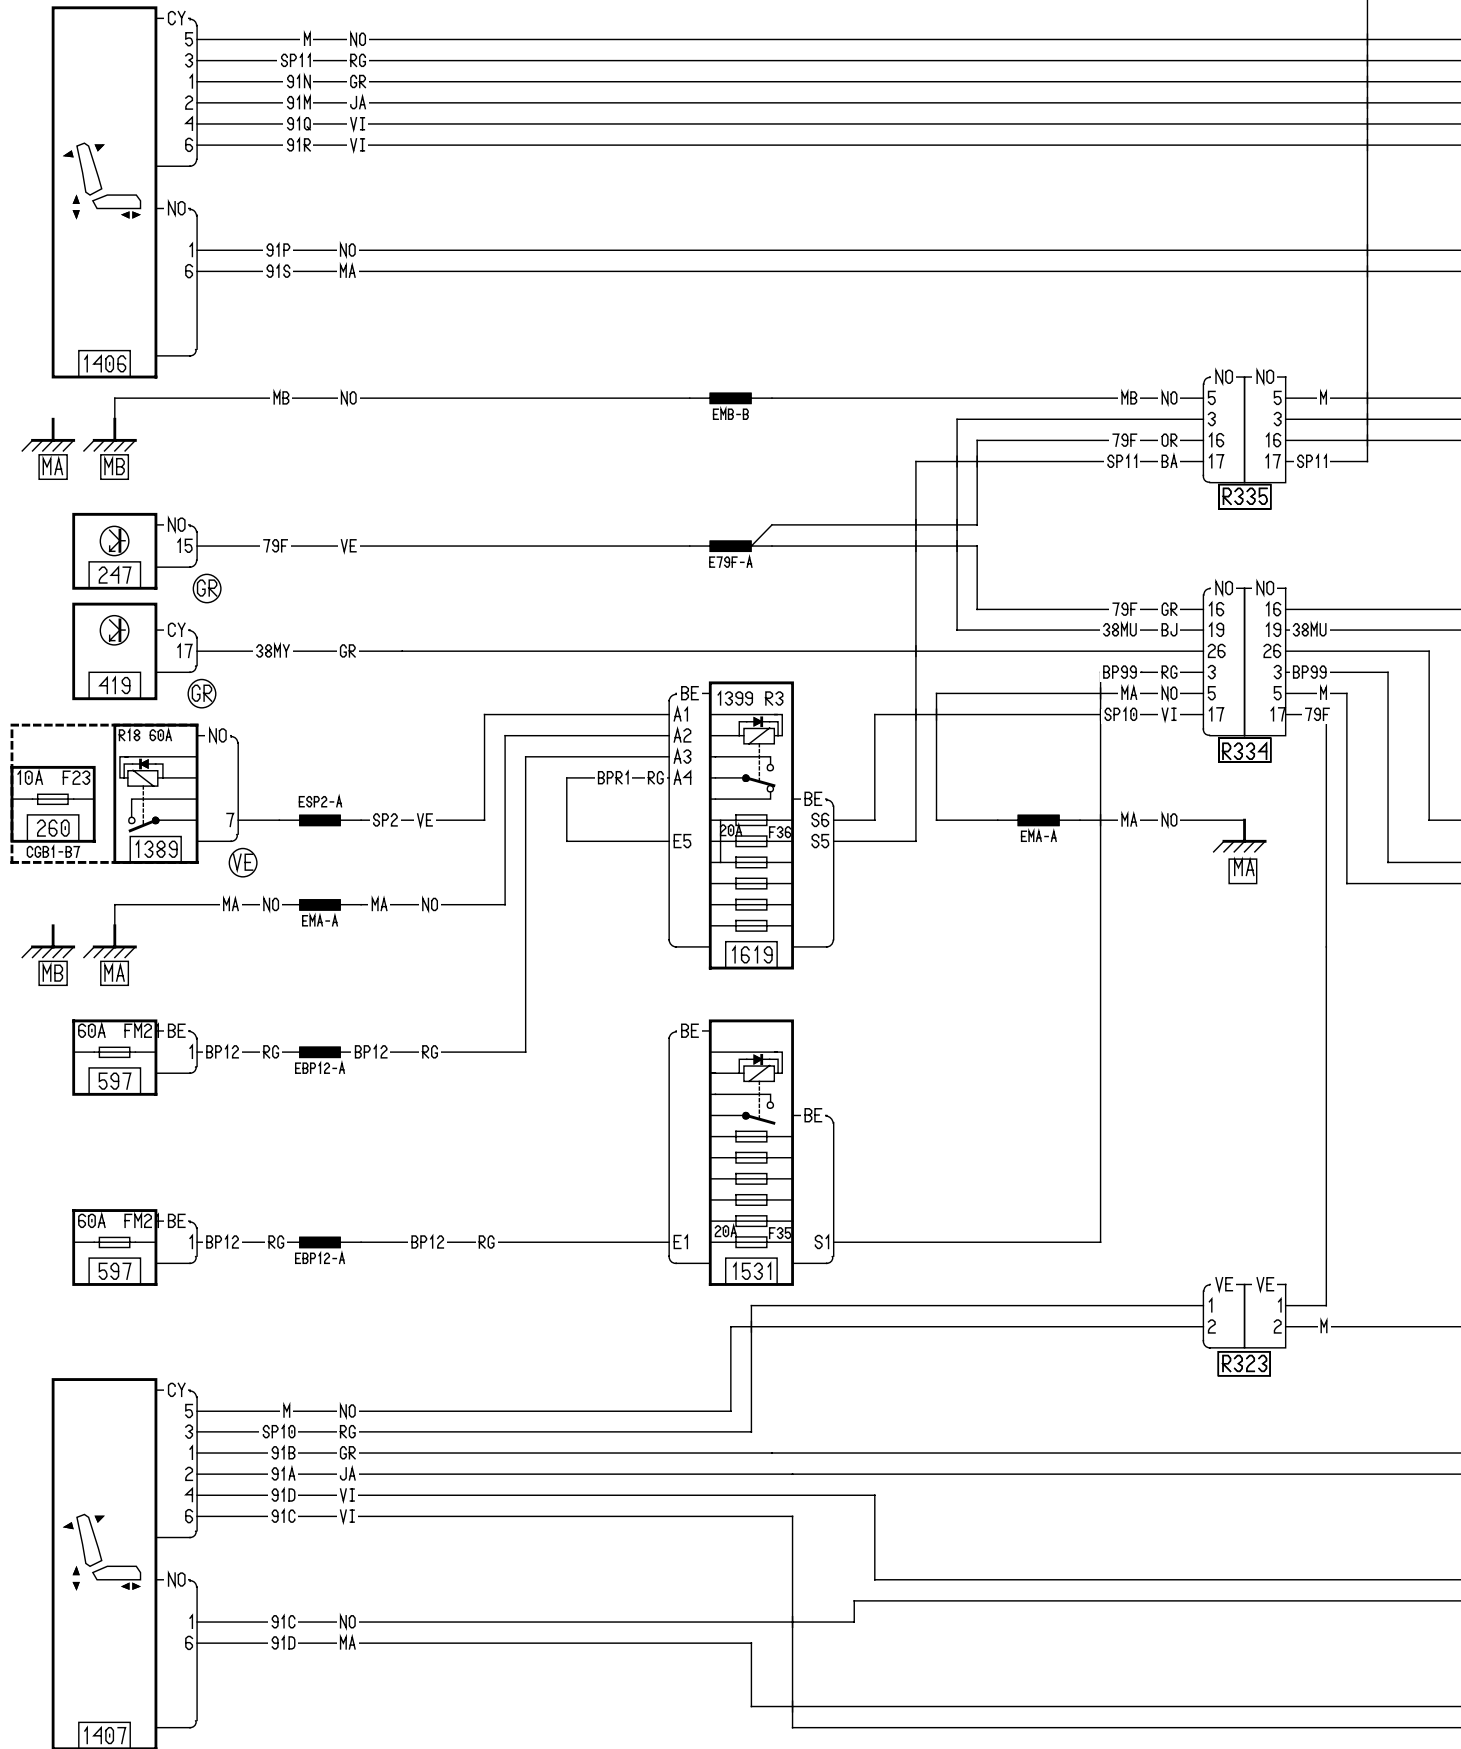 CY
5 M NO
3 SP11 RG
1 91N GR
2 91M JA
4 91Q VI
6 91R VI
NO
1 91P NO
6 91S MA
1406
NO NO
MB NO EMB-B MB NO 5 5 M
3 3
79F OR 16 16
SP11 BA 17 17 SP11
MA MB
R335
NO
15 79F VE E79F-A
247
GR
NO NO
79F GR 16 16
38MU BJ 19 19 38MU
CY
17 38MY GR 26 26
419
GR
BP99 RG 3 3 BP99
MA NO 5 5 M
SP10 VI 17 17 79F
R334
BE 1399 R3
A1
A2
A3
BPR1 RG A4
R18 60A NO
10A F23
260
CGB1-B7
1389
7 ESP2-A SP2 VE
VE
BE
20A F36 S6
E5 S5
EMA-A MA NO
MA
MA NO EMA-A MA NO
1619
MB MA
60A FM2 BE
1 BP12 RG EBP12-A BP12 RG
597
BE
BE
60A FM2 BE
1 BP12 RG EBP12-A BP12 RG E1 20A F35 S1
597
1531
VE VE
1 1
2 2 M
R323
CY
5 M NO
3 SP10 RG
1 91B GR
2 91A JA
4 91D VI
6 91C VI
NO
1 91C NO
6 91D MA
1407